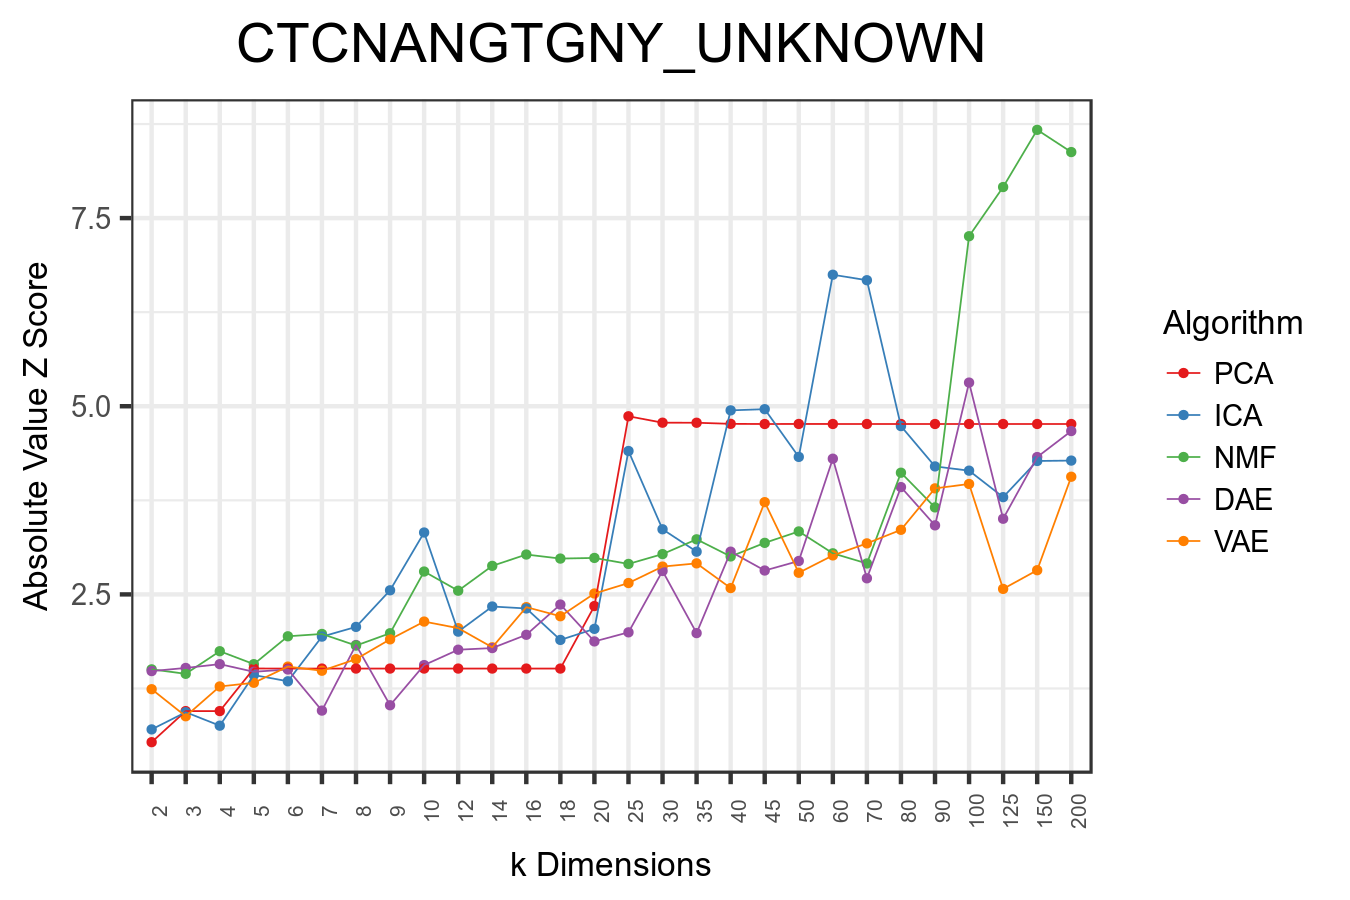 CTCNANGTGNY_UNKNOWN
Absolute Value Z Score
7.5
5.0
2.5
2 3 4 5 6 7 8 9 10 12 14 16 18 20 25 30 35 40 45 50 60 70 80 90 100 125 150 200
k Dimensions
Algorithm
PCA
ICA
NMF
DAE
VAE